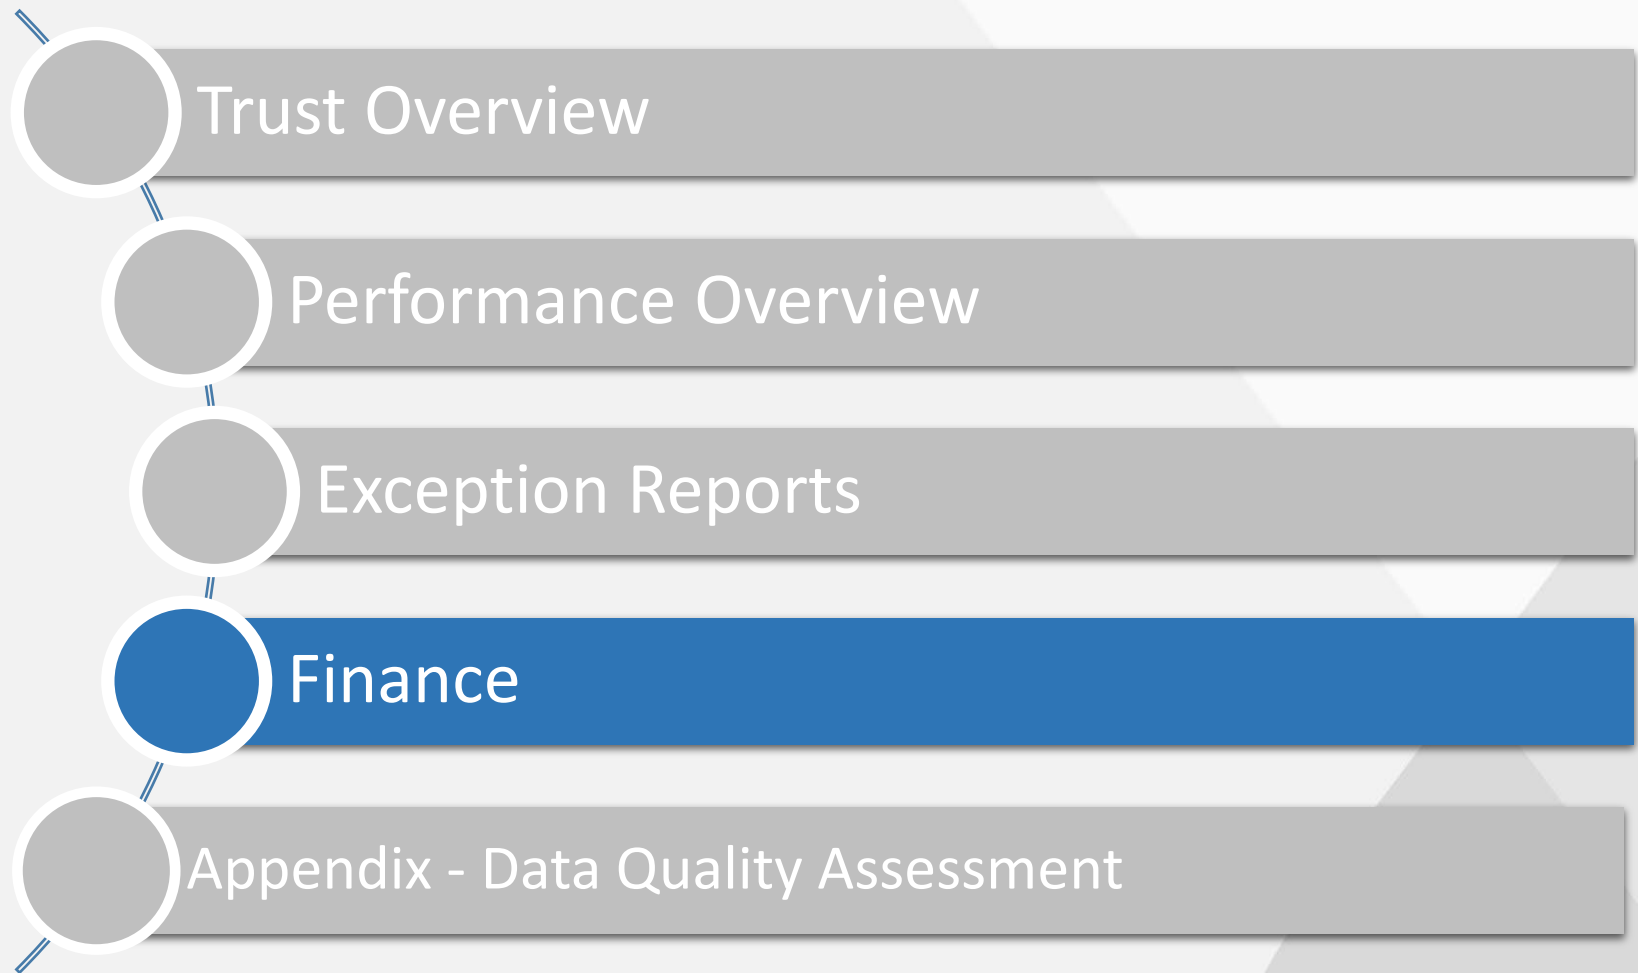 Trust Overview
Performance Overview
Exception Reports
Finance
Appendix - Data Quality Assessment